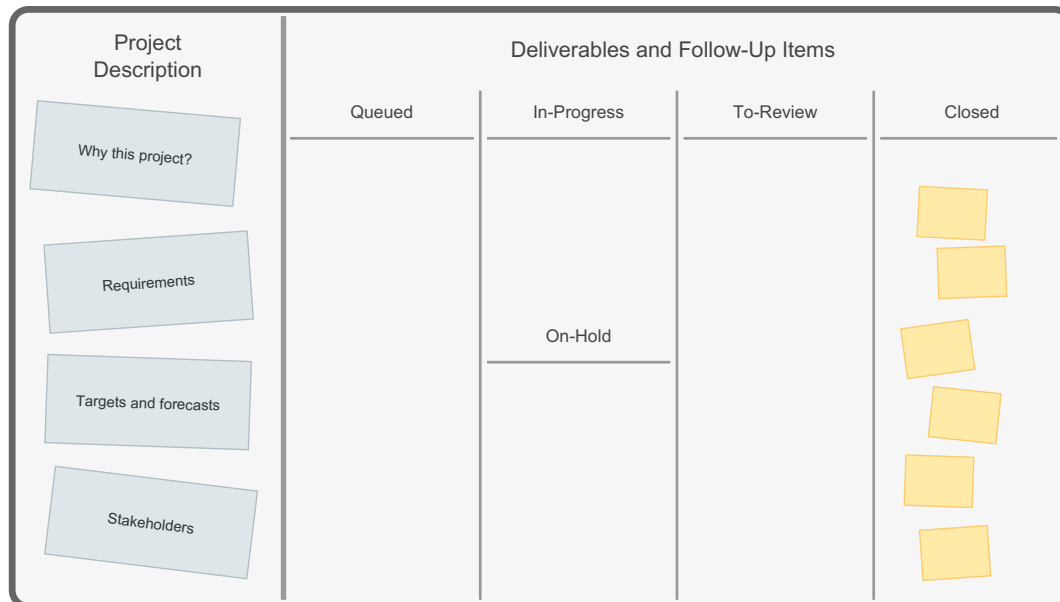 Project
Description
Why this project?
Requirements
Targets and forecasts
Stakeholders
Deliverables and Follow-Up Items
Queued
In-Progress
On-Hold
To-Review
Closed